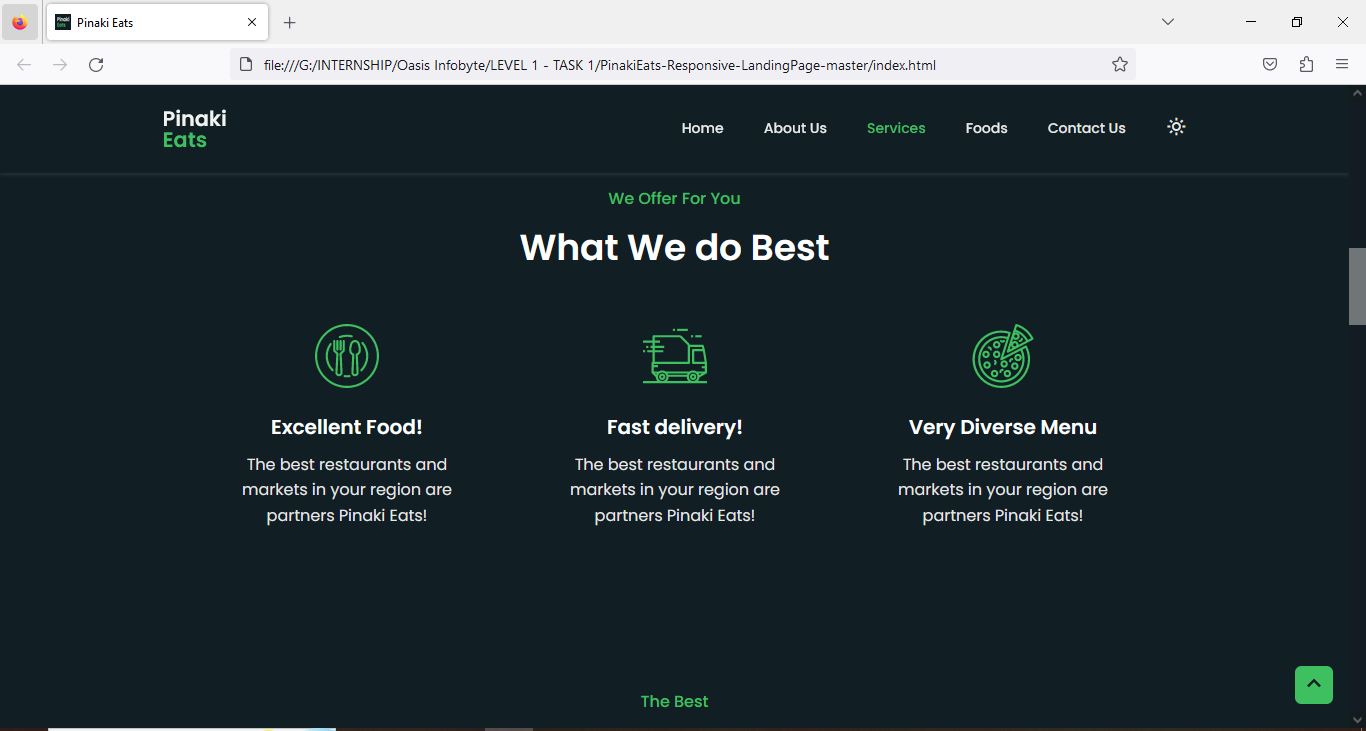 Pinaki Eats
file:///G:/INTERNSHIP/Oasis Infobyte/LEVEL 1 - TASK 1/PinakiEats-Responsive-LandingPage-master/index.html
Pinaki
Eats
Home About Us Services Foods Contact Us
We Offer For You
What We do Best
Excellent Food!
The best restaurants and
markets in your region are
partners Pinaki Eats!
Fast delivery!
The best restaurants and
markets in your region are
partners Pinaki Eats!
Very Diverse Menu
The best restaurants and
markets in your region are
partners Pinaki Eats!
The Best